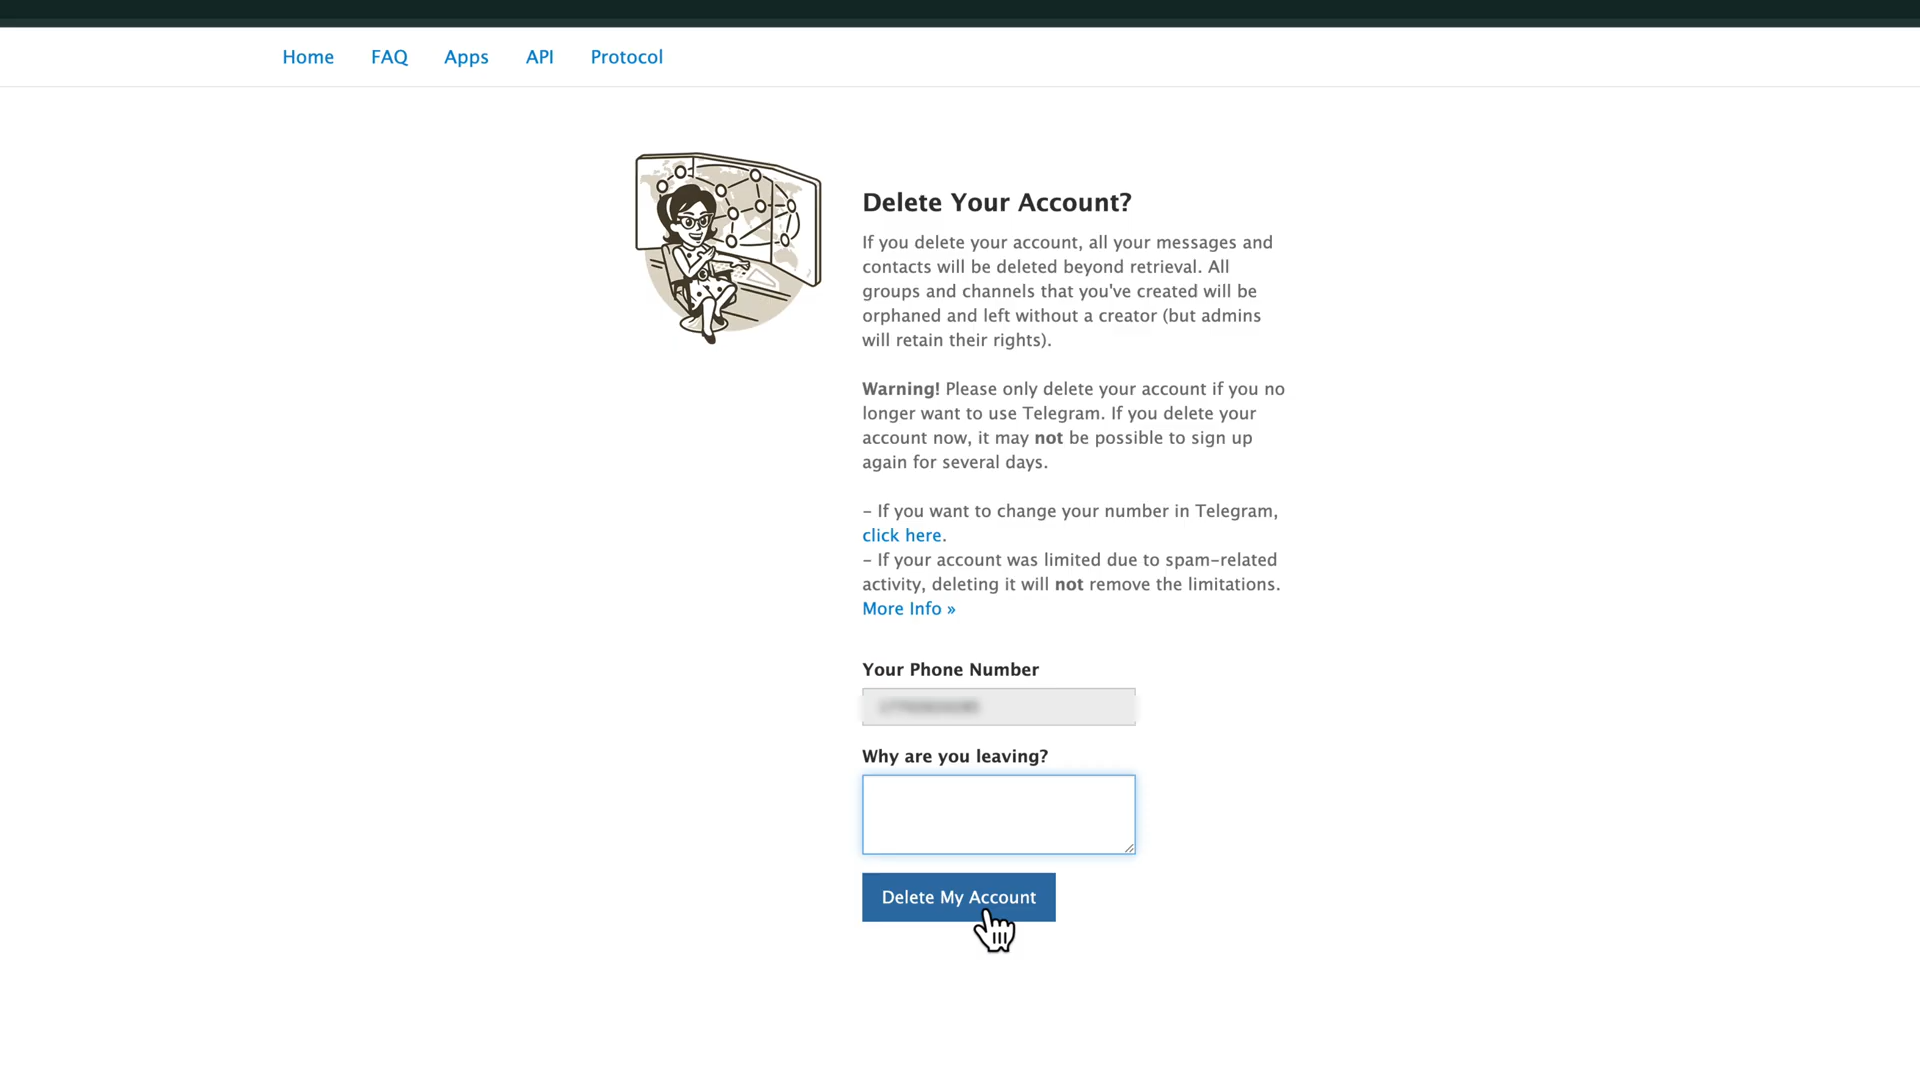 Home FAQ Apps API Protocol
Delete Your Account?
If you delete your account, all your messages and
contacts will be deleted beyond retrieval. All
groups and channels that you've created will be
orphaned and left without a creator (but admins
will retain their rights).
Warning! Please only delete your account if you no
longer want to use Telegram. If you delete your
account now, it may not be possible to sign up
again for several days.
– If you want to change your number in Telegram,
click here.
– If your account was limited due to spam–related
activity, deleting it will not remove the limitations.
More Info »
Your Phone Number
Why are you leaving?
Delete My Account